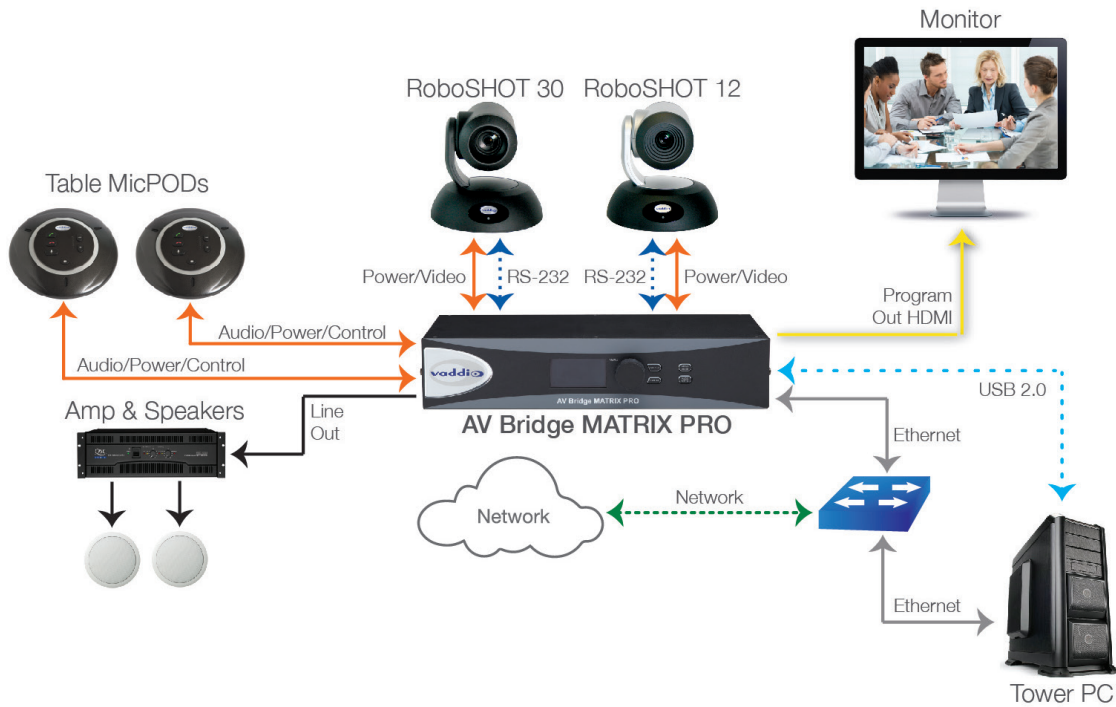 Monitor
RoboSHOT 30
RoboSHOT 12
Table MicPODs
Power/Video
RS-232
RS-232
Power/Video
Program
Out HDMI
Audio/Power/Control
Audio/Power/Control
vaddio
AV Bridge MATRIX PRO
AV Bridge MATRIX PRO
USB 2.0
Amp & Speakers
Line
Out
Ethernet
Network
Network
Ethernet
Tower PC